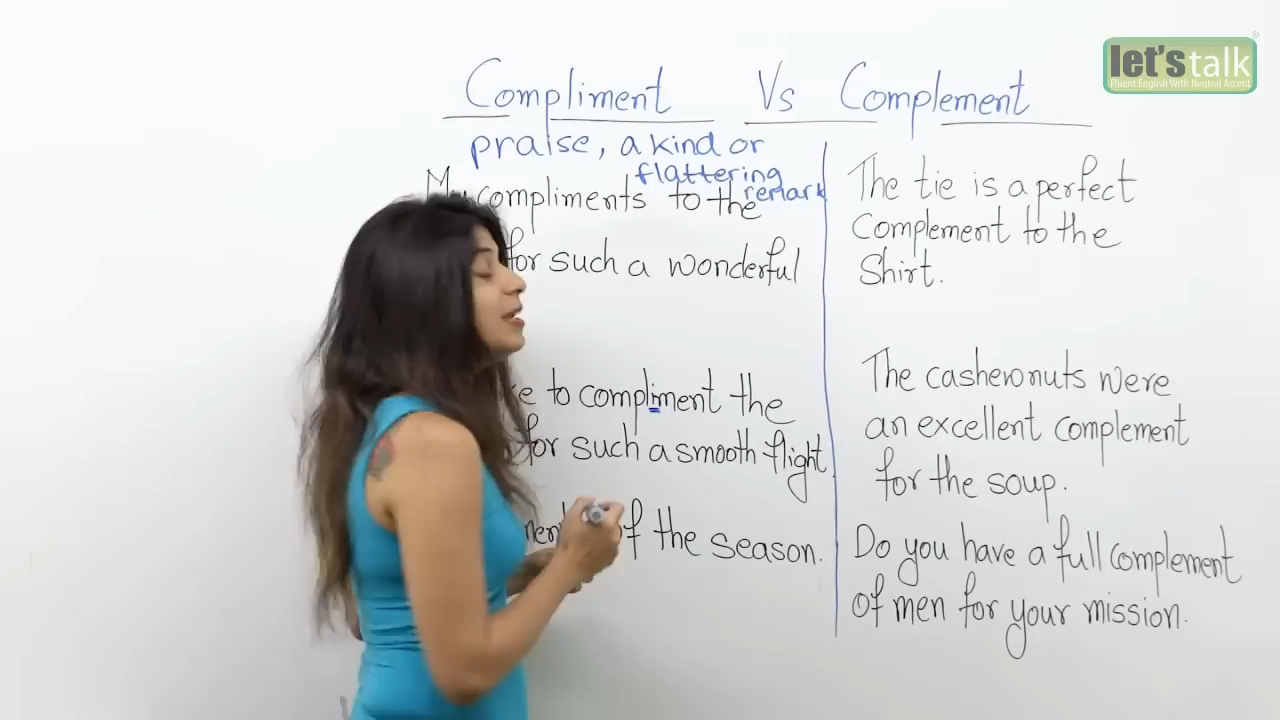 let's talk
Fluent English With Neutral Accent
Compliment Vs Complement
praise, a kind or
flattering
remark
My compliments to the
for such a wonderful
to compliment the
for such a smooth flight
of the season.
The tie is a perfect
Complement to the
Shirt.
The cashewnuts were
an excellent complement
for the soup.
Do you have a full complement
of men for your mission.